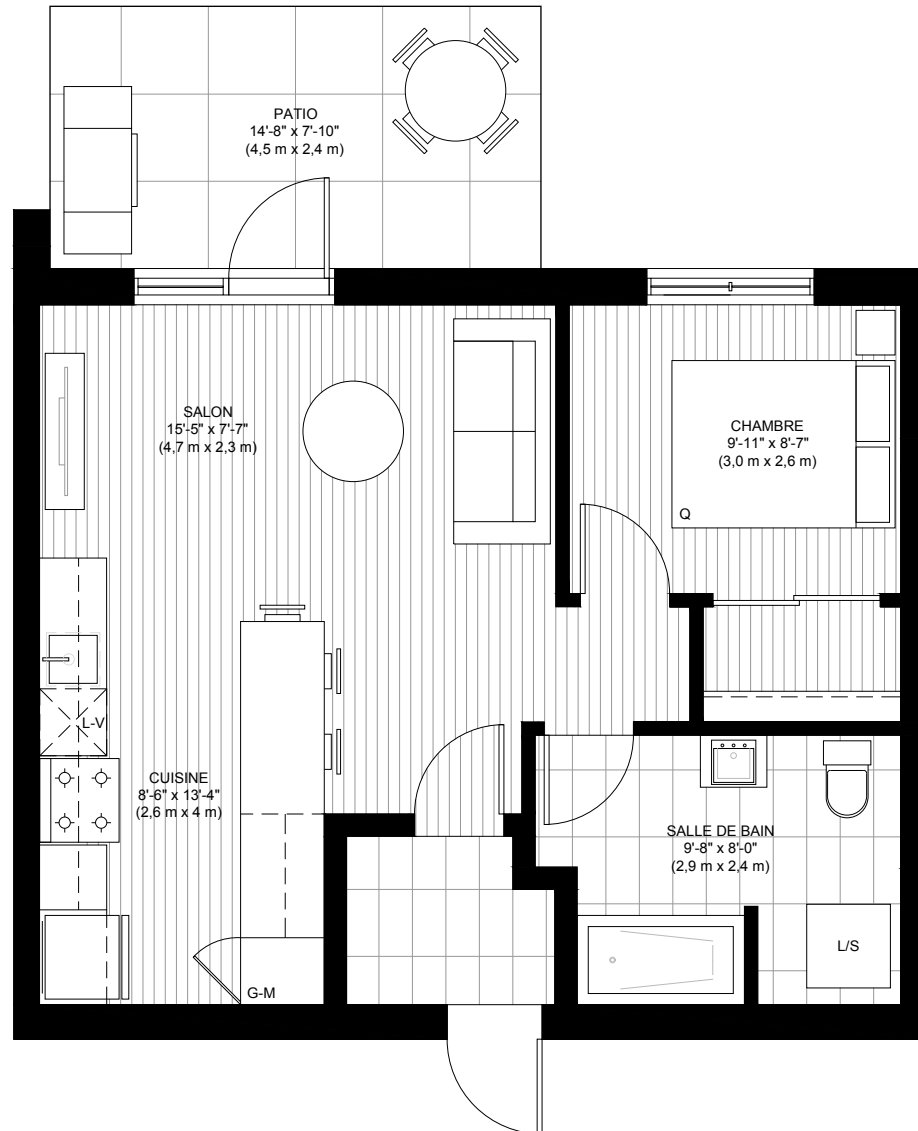 PATIO
14'-8" x 7'-10"
(4,5 m x 2,4 m)
SALON
15'-5" x 7'-7"
(4,7 m x 2,3 m)
CHAMBRE
9'-11" x 8'-7"
(3,0 m x 2,6 m)
Q
L-V
CUISINE
8'-6" x 13'-4"
(2,6 m x 4 m)
SALLE DE BAIN
9'-8" x 8'-0"
(2,9 m x 2,4 m)
L/S
G-M